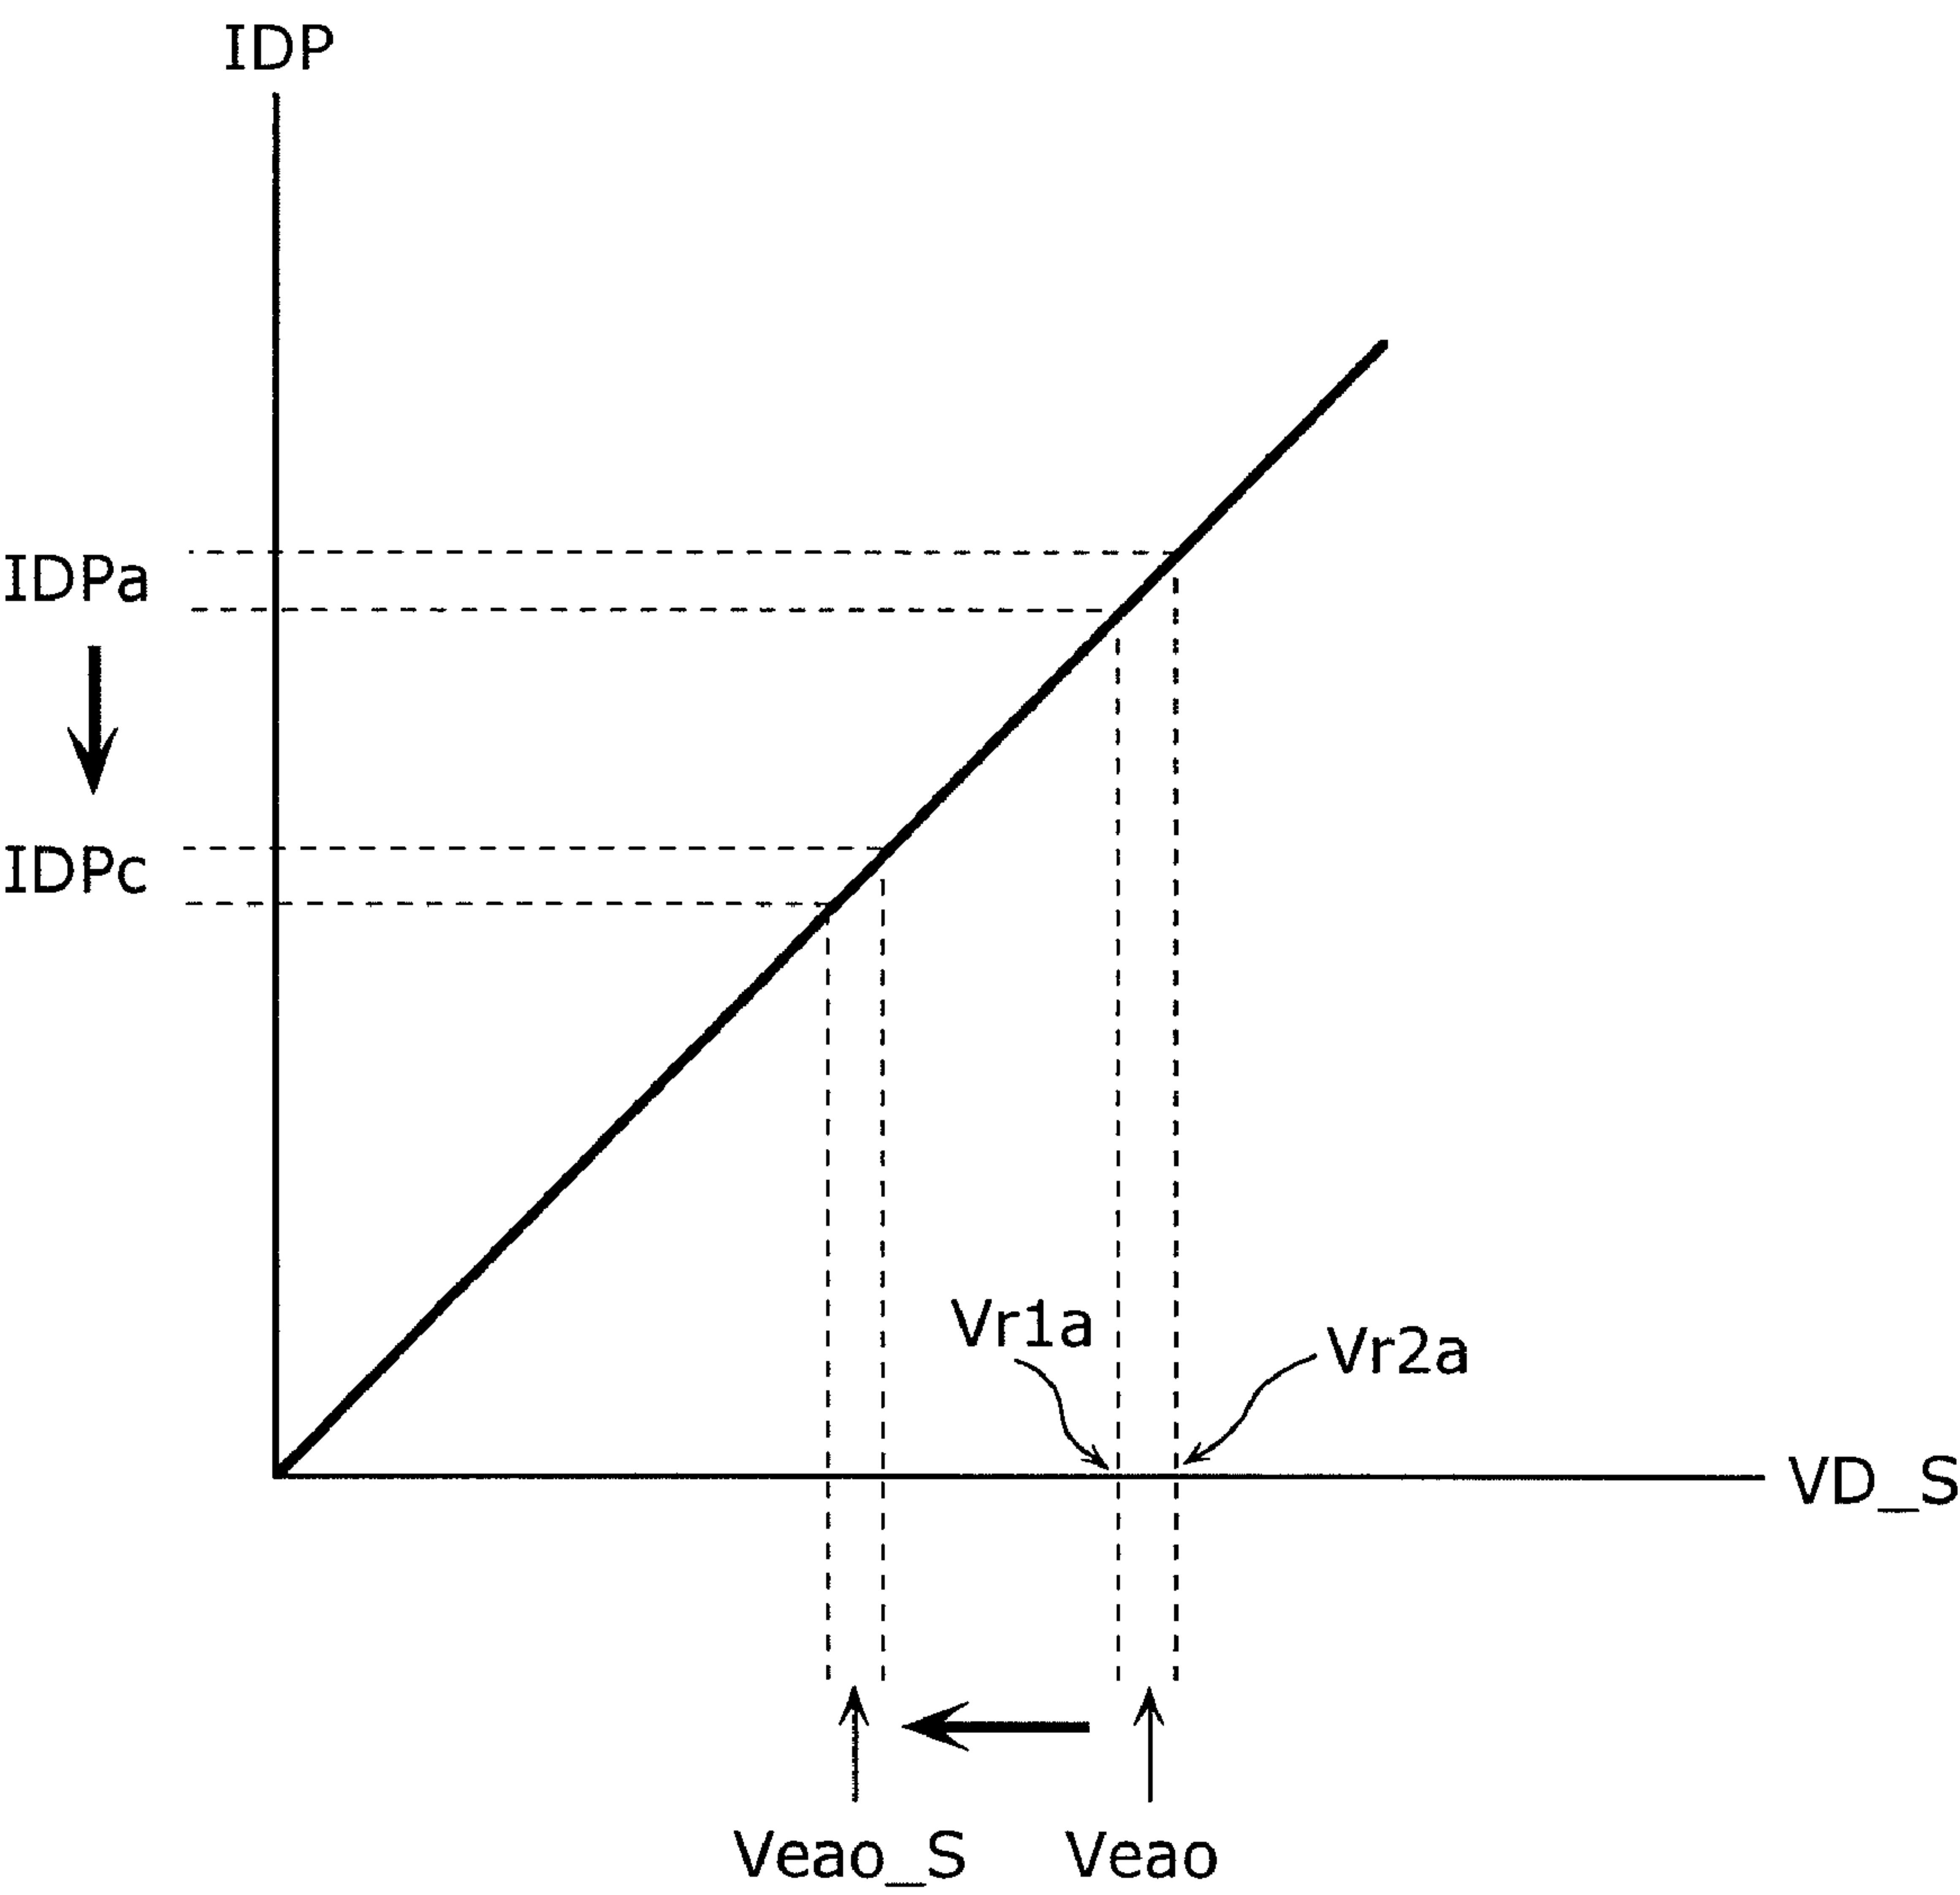 IDP
IDPa
IDPc
Vr1a
Vr2a
VD_S
Veao_S
Veao